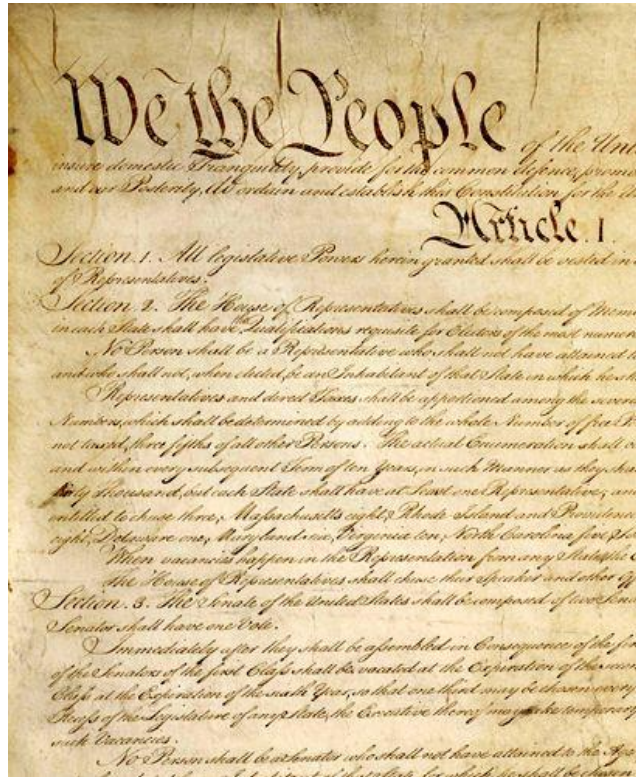 We the People of the Unit
insure domestic Tranquility, provide for the common defence, promo
and our Posterity, do ordain and establish this Constitution for the U
Article. I.
Section. 1. All legislative Powers herein granted shall be vested in a
of Representatives.
Section. 2. The House of Representatives shall be composed of Mem
in each State shall have the Qualifications requisite for Electors of the most numer
No Person shall be a Representative who shall not have attained t
and who shall not, when elected, be an Inhabitant of that State in which he s
Representatives and direct Taxes shall be apportioned among the severa
Numbers, which shall be determined by adding to the whole Number of free P
not taxed, three fifths of all other Persons. The actual Enumeration shall b
and within every subsequent Term of ten Years, in such Manner as they sha
thirty Thousand, but each State shall have at Least one Representative; an
entitled to chuse three, Massachusetts eight, Rhode Island and Providence
eight, Delaware one, Maryland six, Virginia ten, North Carolina five, So
When vacancies happen in the Representation from any State, the E
The House of Representatives shall chuse their Speaker and other Of
Section. 3. The Senate of the United States shall be composed of two Sena
Senator shall have one Vote.
Immediately after they shall be assembled in Consequence of the fir
of the Senators of the first Class shall be vacated at the Expiration of the secon
Class at the Expiration of the sixth Year, so that one third may be chosen every
Recess of the Legislature of any State, the Executive thereof may make temporary
such Vacancies.
No Person shall be a Senator who shall not have attained to the Age